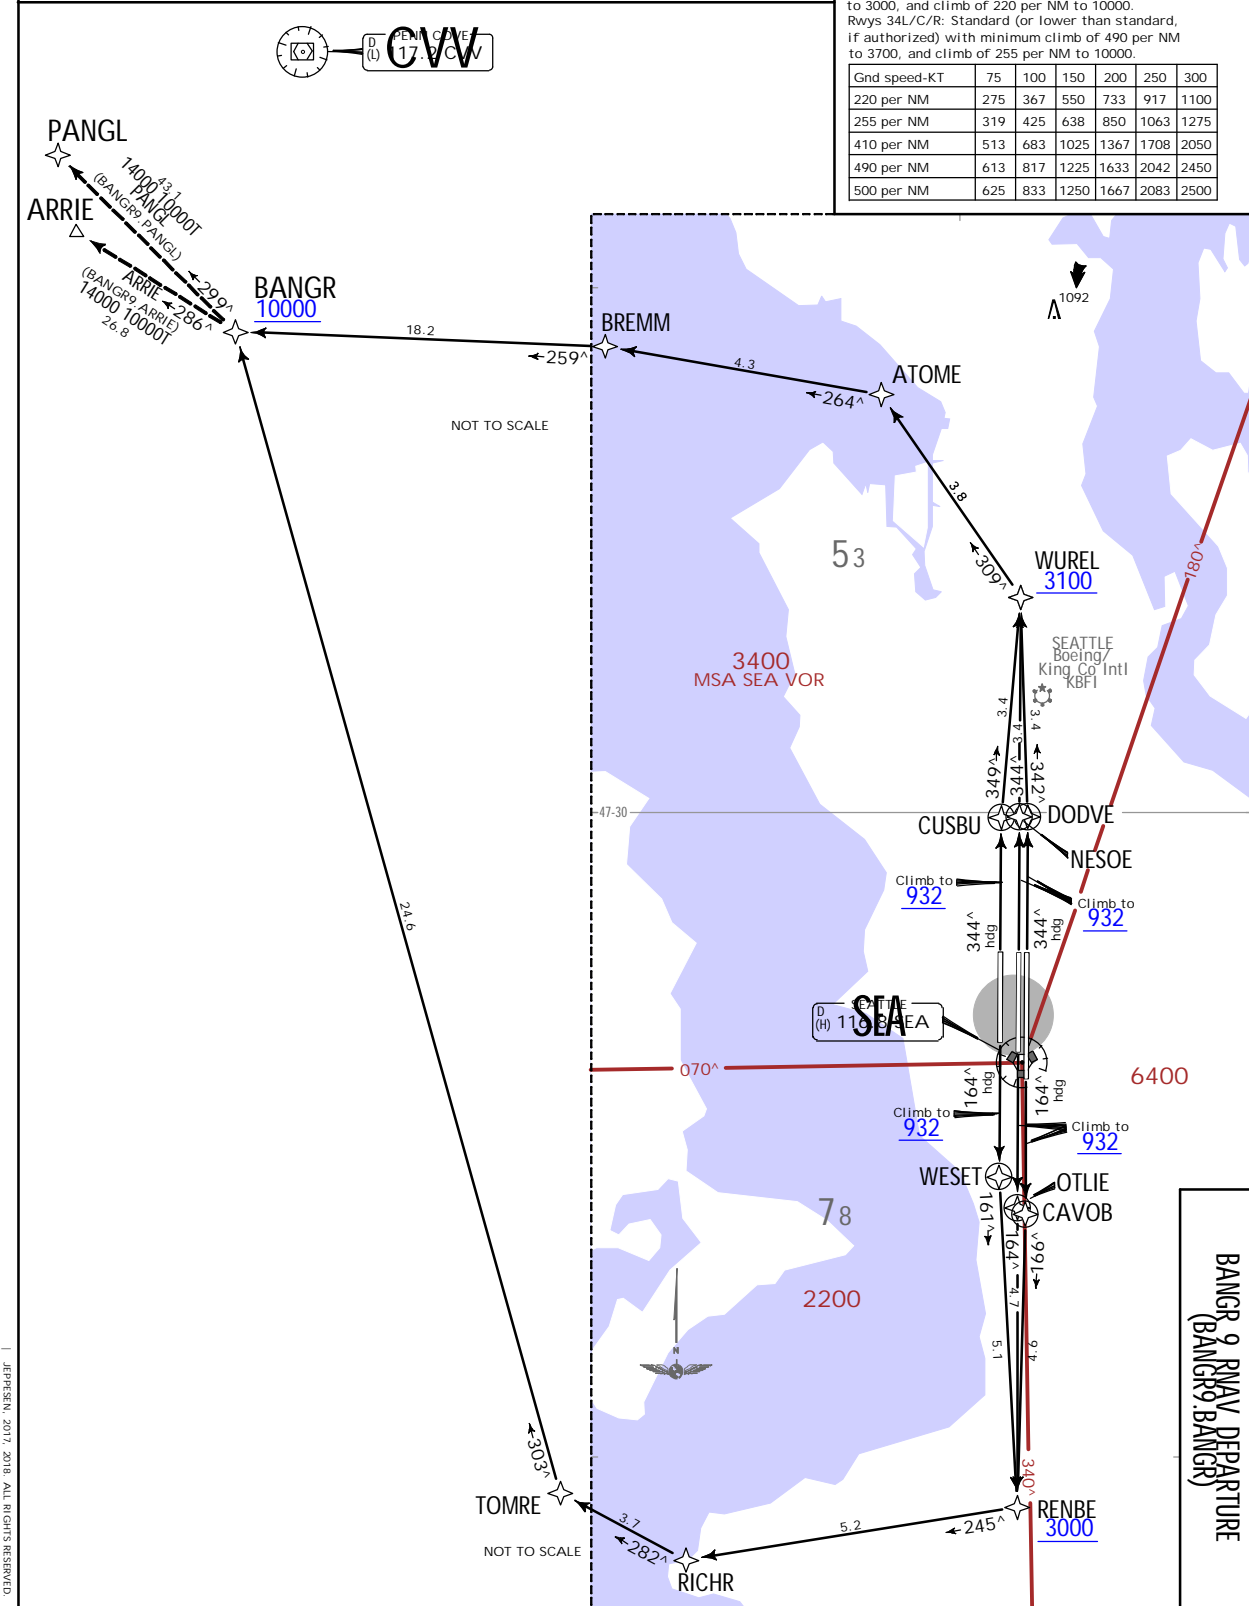 to 3000, and climb of 220 per NM to 10000.
Rwys 34L/C/R: Standard (or lower than standard,
if authorized) with minimum climb of 490 per NM
to 3700, and climb of 255 per NM to 10000.
Gnd speed-KT 75 100 150 200 250 300
220 per NM 275 367 550 733 917 1100
255 per NM 319 425 638 850 1063 1275
410 per NM 513 683 1025 1367 1708 2050
490 per NM 613 817 1225 1633 2042 2450
500 per NM 625 833 1250 1667 2083 2500
PENN COVE
D
(L)
117.2 CVV
CVV
PANGL
43.1
14000 10000T
PANGL
(BANGR9.PANGL)
299^
ARRIE
ARRIE
286^
(BANGR9.ARRIE)
14000 10000T
26.8
BANGR
10000
18.2
259^
BREMM
4.3
264^
ATOME
1092
A
NOT TO SCALE
3.8
309^
53
WUREL
3100
180^
SEATTLE
Boeing/
King Co Intl
KBFI
3400
MSA SEA VOR
3.4
3.4
3.4
349^
344^
342^
47-30
CUSBU
DODVE
NESOE
Climb to
932
Climb to
932
344^
hdg
344^
hdg
24.6
SEATTLE
D
(H)
116.8 SEA
SEA
070^
6400
164^
hdg
164^
hdg
Climb to
932
Climb to
932
WESET
OTLIE
CAVOB
161^
164^
166^
78
2200
4.7
5.1
4.9
N
303^
340^
TOMRE
RENBE
3000
3.7
282^
5.2
245^
NOT TO SCALE
RICHR
BANGR 9 RNAV DEPARTURE
(BANGR9.BANGR)
| JEPPESEN, 2017, 2018. ALL RIGHTS RESERVED.